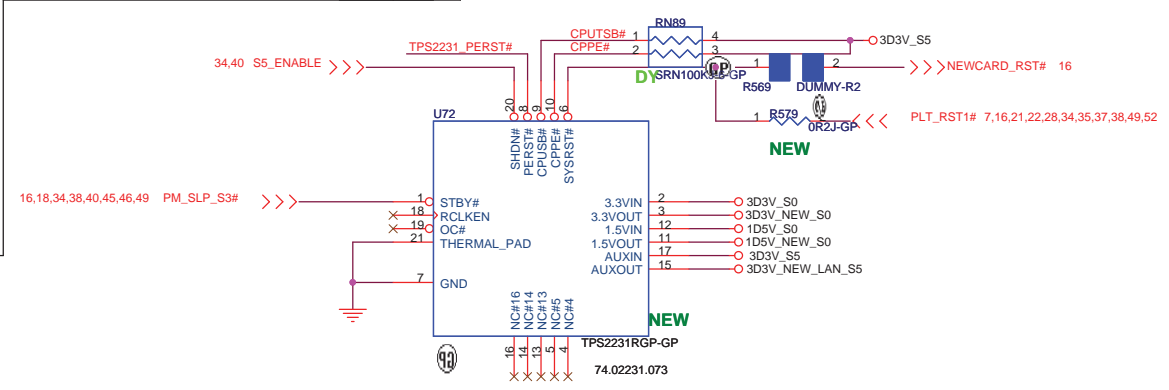 RN89
CPUTSB# 1 4 3D3V_S5
TPS2231_PERST# CPPE# 2 3
34,40 S5_ENABLE
DY SRN100K GP
GP
1 2
R569 DUMMY-R2
NEWCARD_RST# 16
1 R579
0R2J-GP
NEW
PLT_RST1# 7,16,21,22,28,34,35,37,38,49,52
U72
20 8 9 10 6
SHDN# PERST# CPUSB# CPPE# SYSRST#
16,18,34,38,40,45,46,49 PM_SLP_S3#
1 STBY#
18 RCLKEN
19 OC#
21 THERMAL_PAD
7 GND
3.3VIN 2 3D3V_S0
3.3VOUT 3 3D3V_NEW_S0
1.5VIN 12 1D5V_S0
1.5VOUT 11 1D5V_NEW_S0
AUXIN 17 3D3V_S5
AUXOUT 15 3D3V_NEW_LAN_S5
NC#16 NC#14 NC#13 NC#5 NC#4
16 14 13 5 4
NEW
TPS2231RGP-GP
74.02231.073